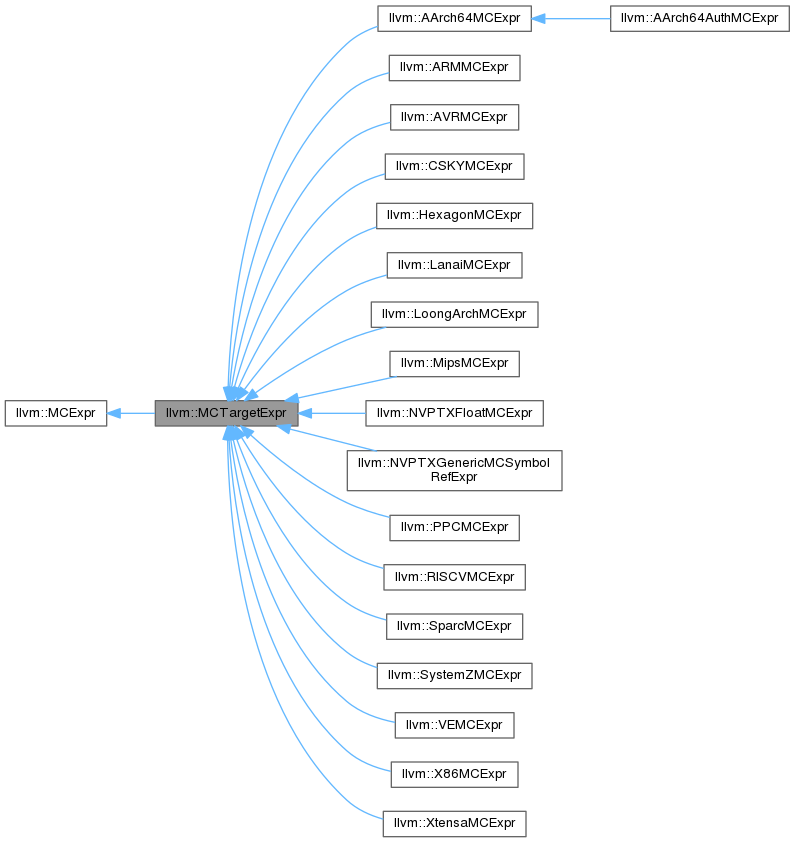 llvm::AArch64MCExpr
llvm::AArch64AuthMCExpr
llvm::ARMMCExpr
llvm::AVRMCExpr
llvm::CSKYMCExpr
llvm::HexagonMCExpr
llvm::LanaiMCExpr
llvm::LoongArchMCExpr
llvm::MipsMCExpr
llvm::MCExpr
llvm::MCTargetExpr
llvm::NVPTXFloatMCExpr
llvm::NVPTXGenericMCSymbol
RefExpr
llvm::PPCMCExpr
llvm::RISCVMCExpr
llvm::SparcMCExpr
llvm::SystemZMCExpr
llvm::VEMCExpr
llvm::X86MCExpr
llvm::XtensaMCExpr